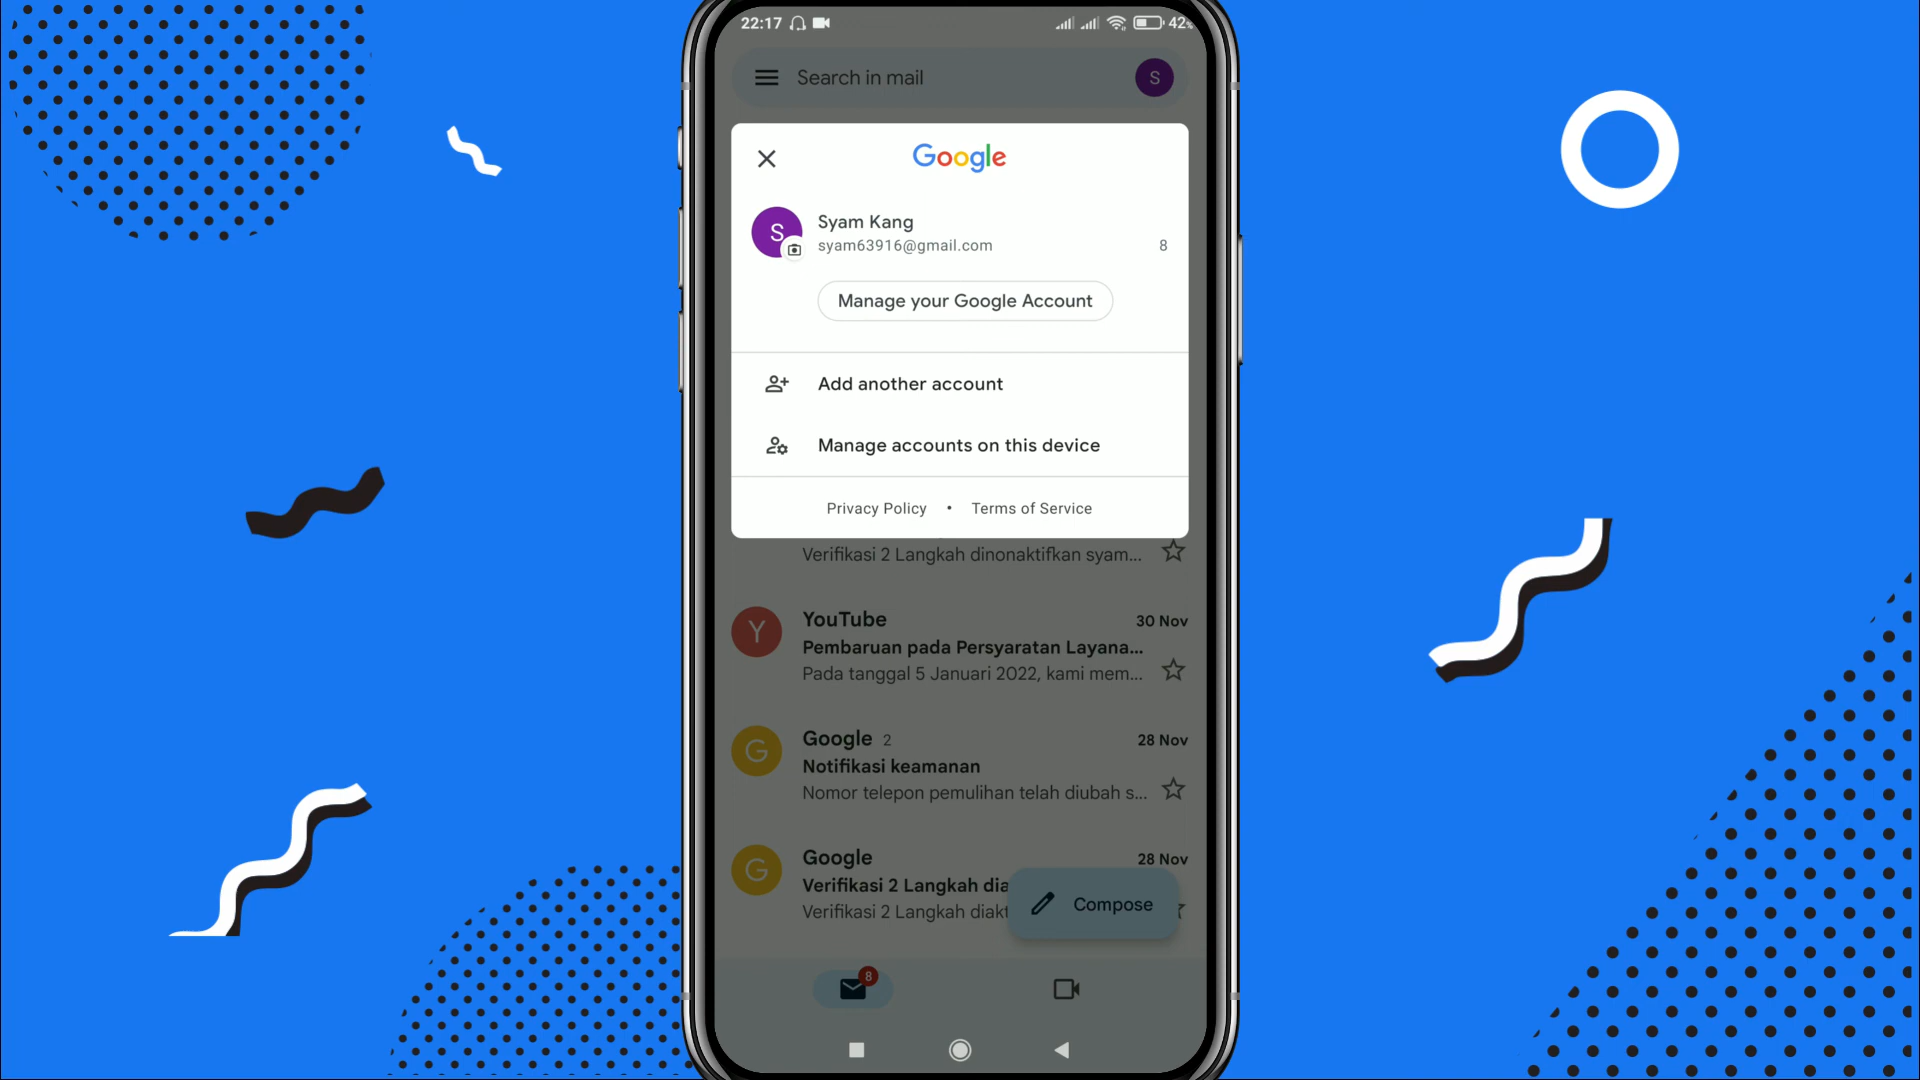 22:17 42%
Search in mail S
Google
S Syam Kang
syam63916@gmail.com 8
Manage your Google Account
Add another account
Manage accounts on this device
Privacy Policy • Terms of Service
Verifikasi 2 Langkah dinonaktifkan syam...
Y YouTube 30 Nov
Pembaruan pada Persyaratan Layana...
Pada tanggal 5 Januari 2022, kami mem...
G Google 2 28 Nov
Notifikasi keamanan
Nomor telepon pemulihan telah diubah s...
G Google 28 Nov
Verifikasi 2 Langkah dia
Verifikasi 2 Langkah diakt
Compose
8